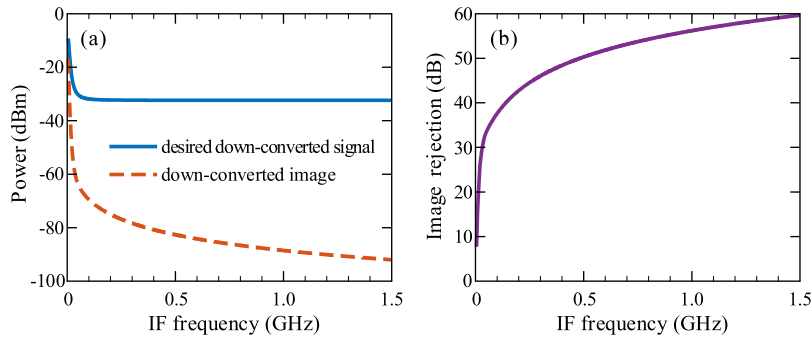 (a)
0
-20
-40
-60
-80
-100
Power (dBm)
desired down-converted signal
down-converted image
0 0.5 1.0 1.5
IF frequency (GHz)
(b)
60
50
40
30
20
10
0
Image rejection (dB)
0 0.5 1.0 1.5
IF frequency (GHz)